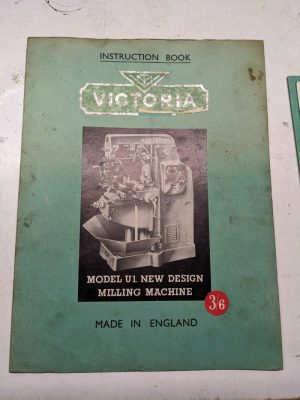 INSTRUCTION BOOK
VICTORIA
MODEL U1. NEW DESIGN
MILLING MACHINE
3/6
MADE IN ENGLAND